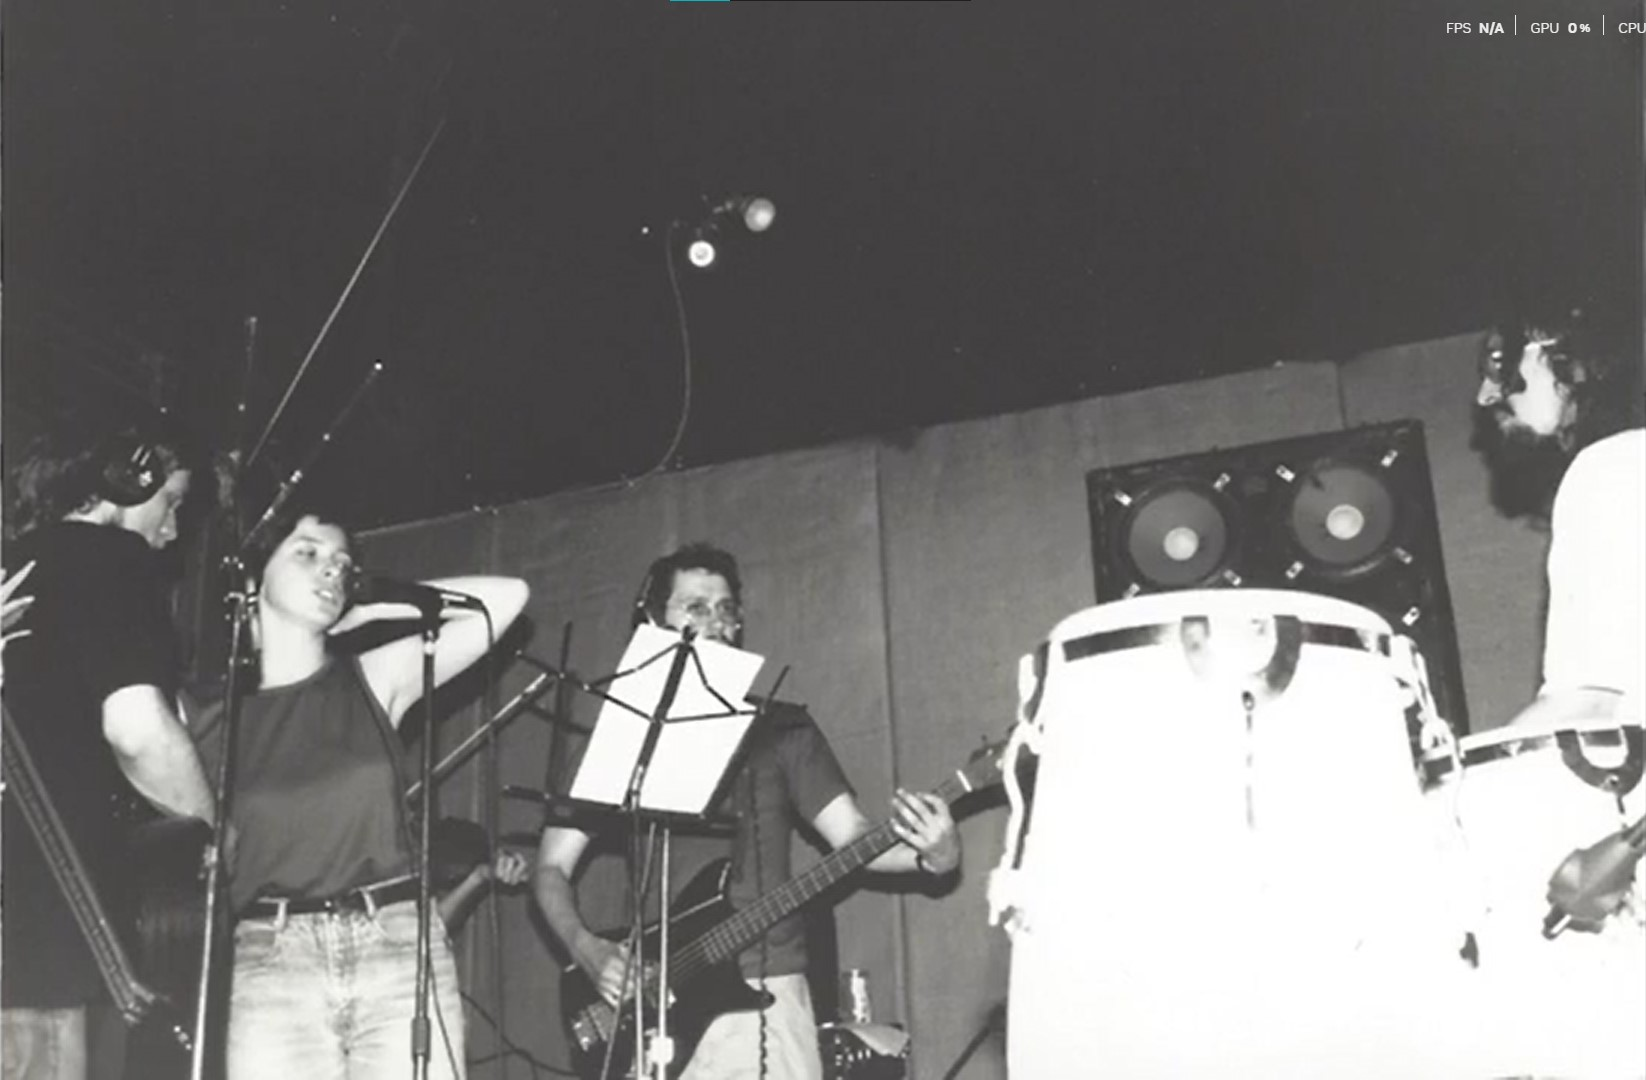 FPS N/A | GPU 0% | CPU